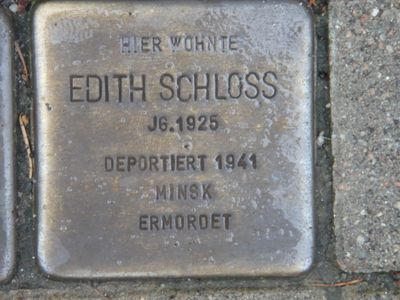 HIER WOHNTE
EDITH SCHLOSS
JG.1925
DEPORTIERT 1941
MINSK
ERMORDET